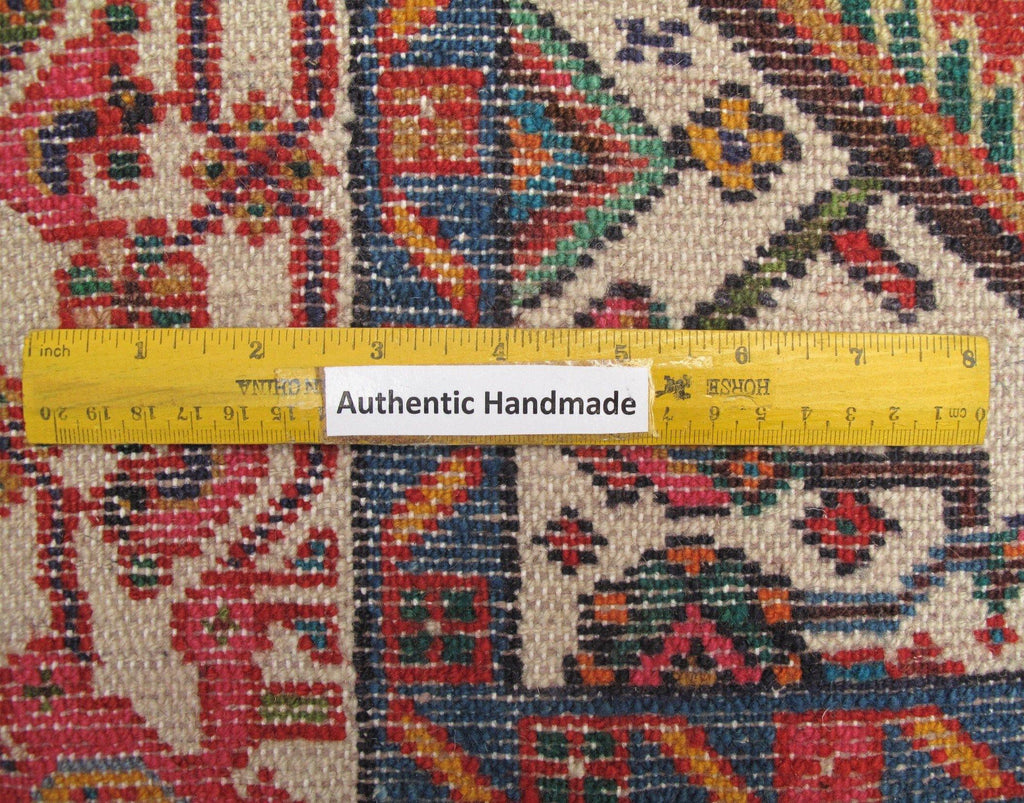 inch 1 2 3 4 5 6 7 8
HORSE CHINA
Authentic Handmade
20 19 18 17 16 15 7 6 5 4 3 2 1 cm 0